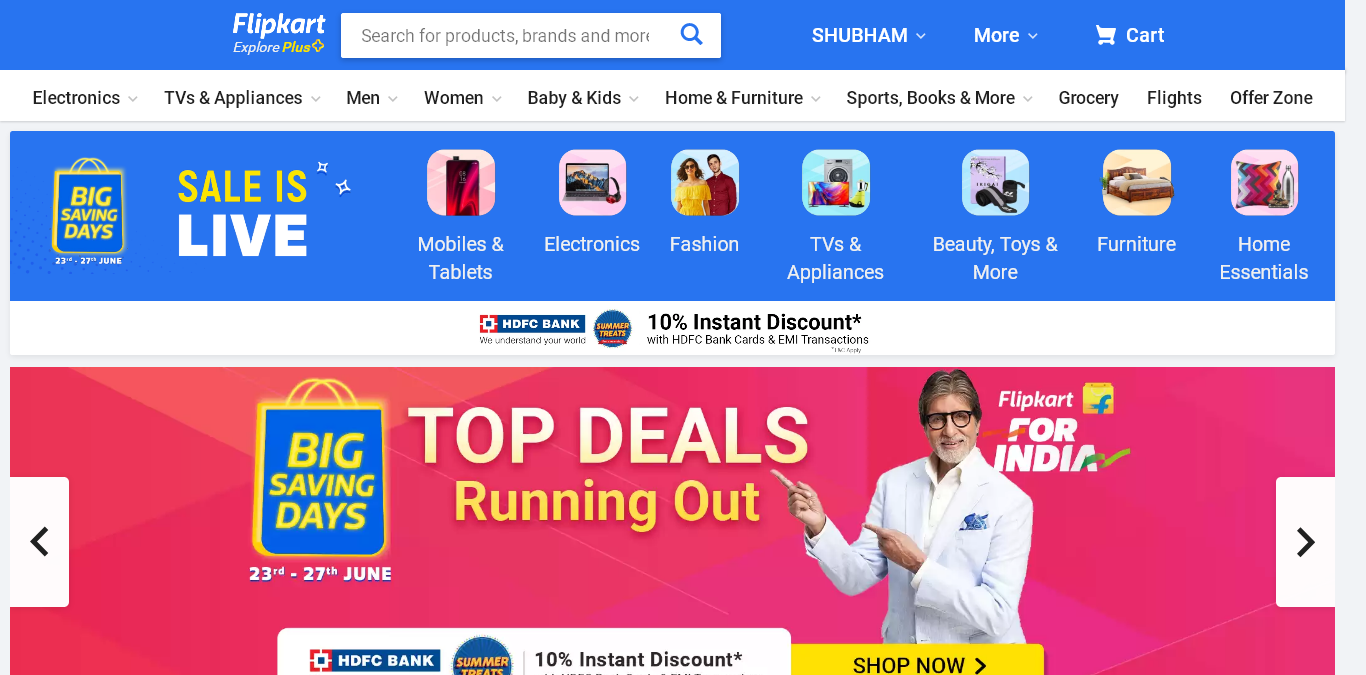 Flipkart
Explore Plus
Search for products, brands and more
SHUBHAM
More
Cart
Electronics
TVs & Appliances
Men
Women
Baby & Kids
Home & Furniture
Sports, Books & More
Grocery
Flights
Offer Zone
BIG
SAVING
DAYS
23rd - 27th JUNE
SALE IS
LIVE
Mobiles &
Tablets
Electronics
Fashion
TVs &
Appliances
Beauty, Toys &
More
Furniture
Home
Essentials
HDFC BANK
We understand your world
SUMMER
TREATS
10% Instant Discount*
with HDFC Bank Cards & EMI Transactions
*T&C Apply
BIG
SAVING
DAYS
23rd - 27th JUNE
TOP DEALS
Running Out
Flipkart
FOR
INDIA
HDFC BANK
SUMMER
TREATS
10% Instant Discount*
SHOP NOW